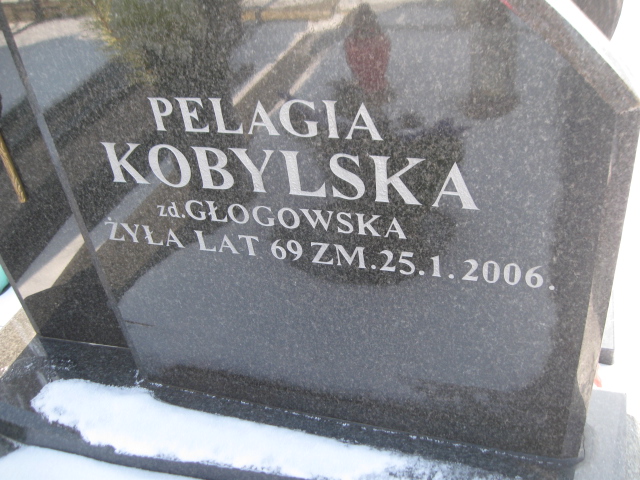 PELAGIA
KOBYLSKA
zd.GŁOGOWSKA
ŻYŁA LAT 69 ZM.25.1.2006.